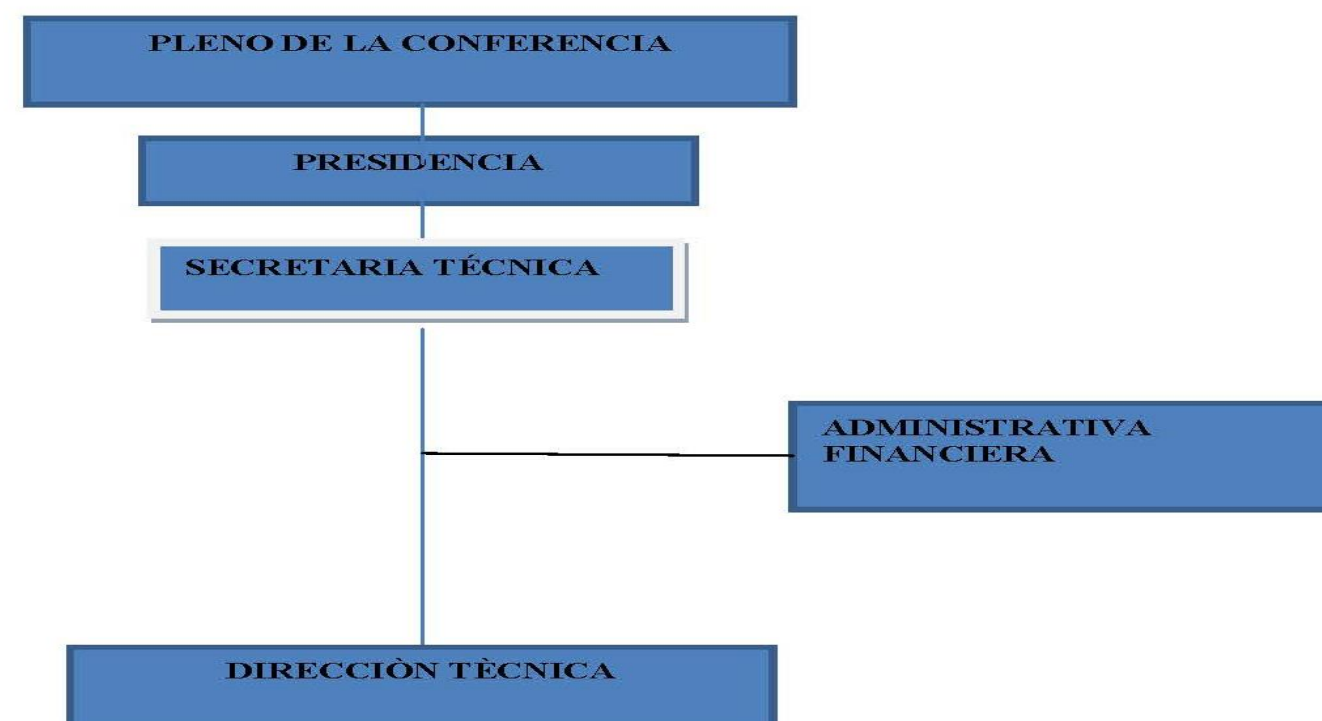 PLENO DE LA CONFERENCIA
PRESIDENCIA
SECRETARIA TÉCNICA
ADMINISTRATIVA
FINANCIERA
DIRECCIÒN TÈCNICA